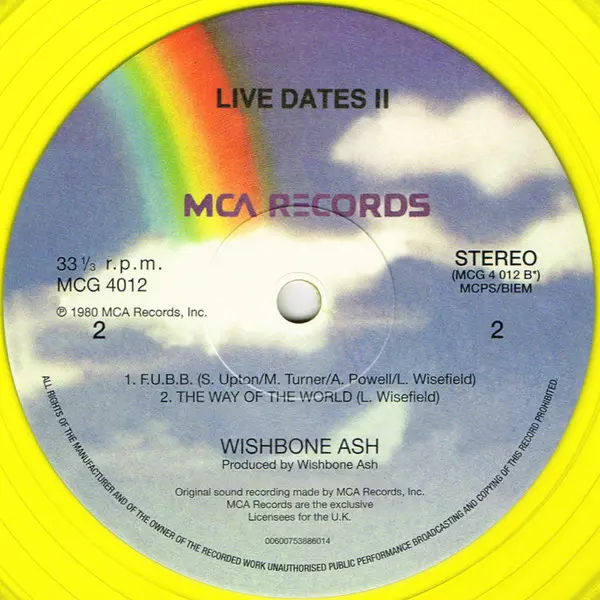 LIVE DATES II
MCA RECORDS
33 ⅓ r.p.m.
MCG 4012
℗ 1980 MCA Records, Inc.
2
STEREO
(MCG 4 012 B*)
MCPS/BIEM
2
1. F.U.B.B. (S. Upton/M. Turner/A. Powell/L. Wisefield)
2. THE WAY OF THE WORLD (L. Wisefield)
WISHBONE ASH
Produced by Wishbone Ash
Original sound recording made by MCA Records, Inc.
MCA Records are the exclusive
Licensees for the U.K.
00600753886014
ALL RIGHTS OF THE MANUFACTURER AND OF THE OWNER OF THE RECORDED WORK UNAUTHORISED PUBLIC PERFORMANCE BROADCASTING AND COPYING OF THIS RECORD PROHIBITED.